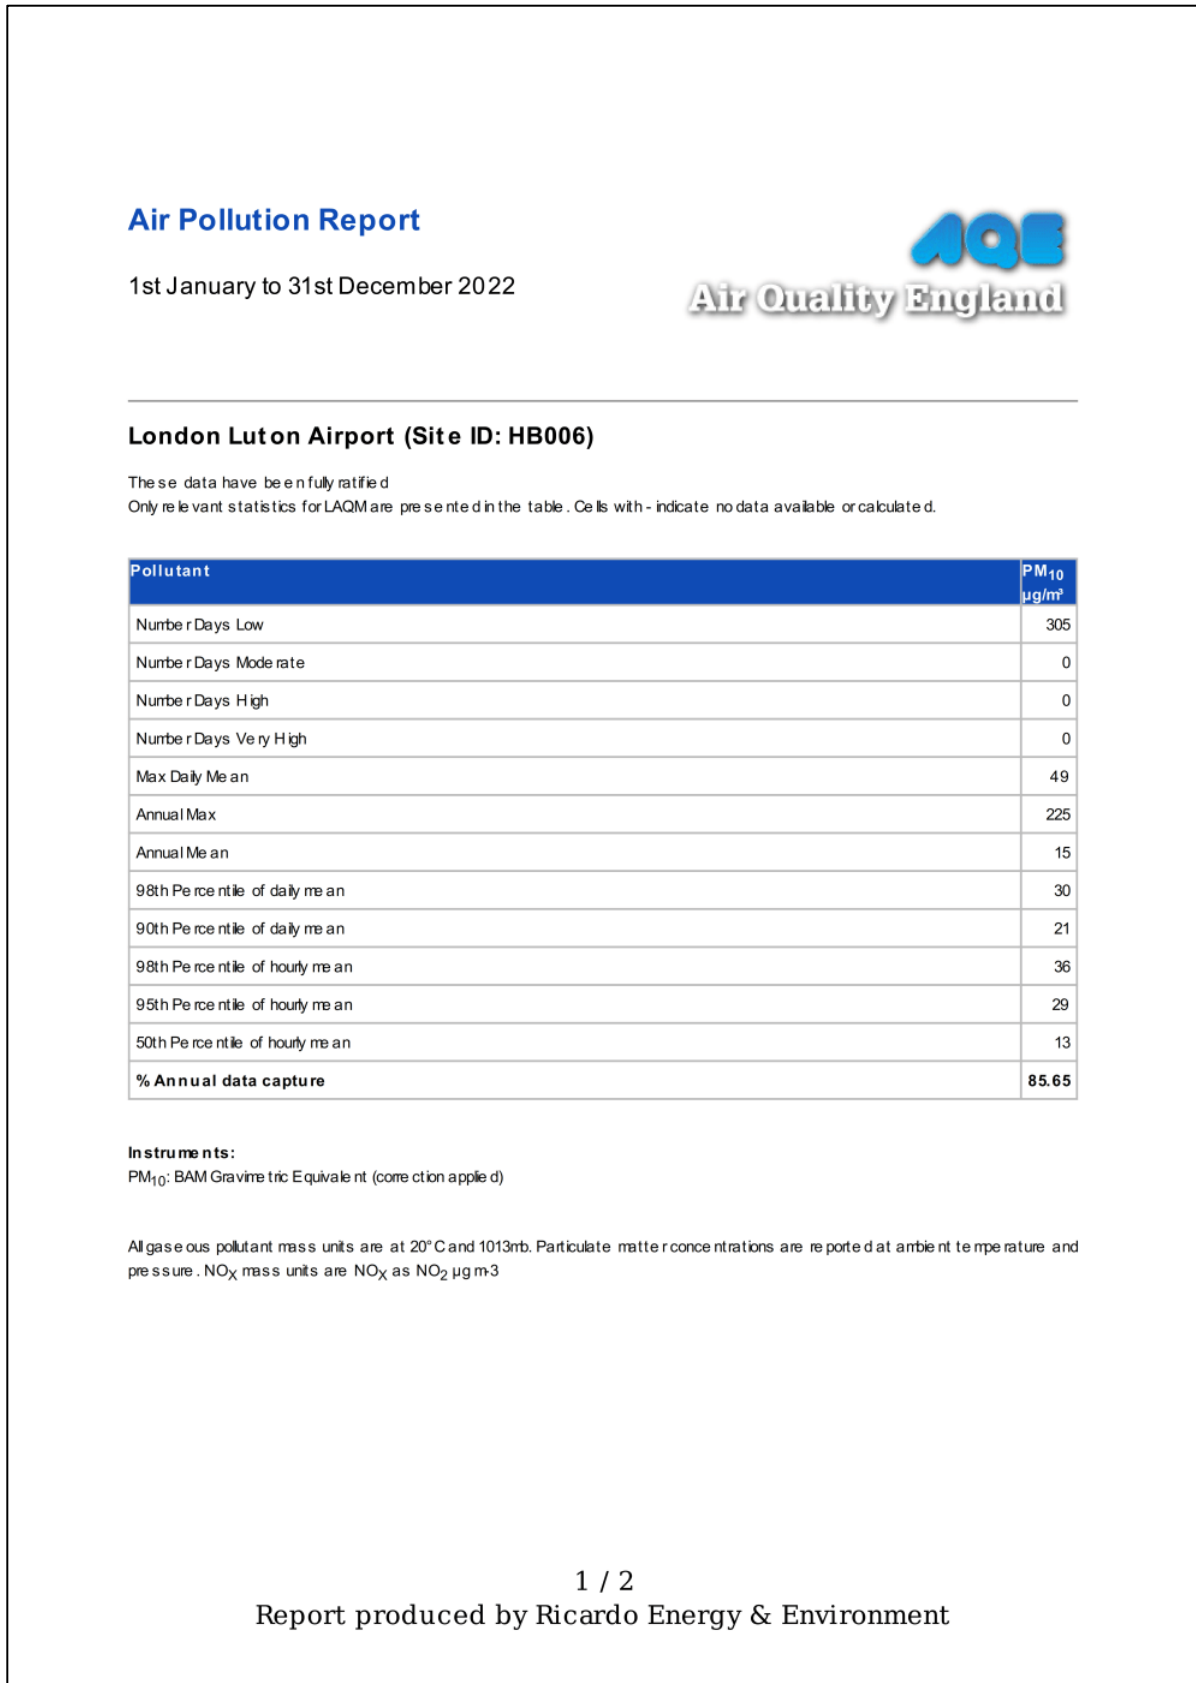 Air Pollution Report
AQE
1st January to 31st December 2022
Air Quality England
London Luton Airport (Site ID: HB006)
These data have been fully ratified
Only relevant statistics for LAQM are presented in the table. Cells with - indicate no data available or calculated.
Pollutant PM10 µg/m³
Number Days Low 305
Number Days Moderate 0
Number Days High 0
Number Days Very High 0
Max Daily Mean 49
Annual Max 225
Annual Mean 15
98th Percentile of daily mean 30
90th Percentile of daily mean 21
98th Percentile of hourly mean 36
95th Percentile of hourly mean 29
50th Percentile of hourly mean 13
% Annual data capture 85.65
Instruments:
PM10: BAM Gravimetric Equivalent (correction applied)
All gaseous pollutant mass units are at 20°C and 1013mb. Particulate matter concentrations are reported at ambient temperature and
pressure. NOX mass units are NOX as NO2 µg m-3
1 / 2
Report produced by Ricardo Energy & Environment